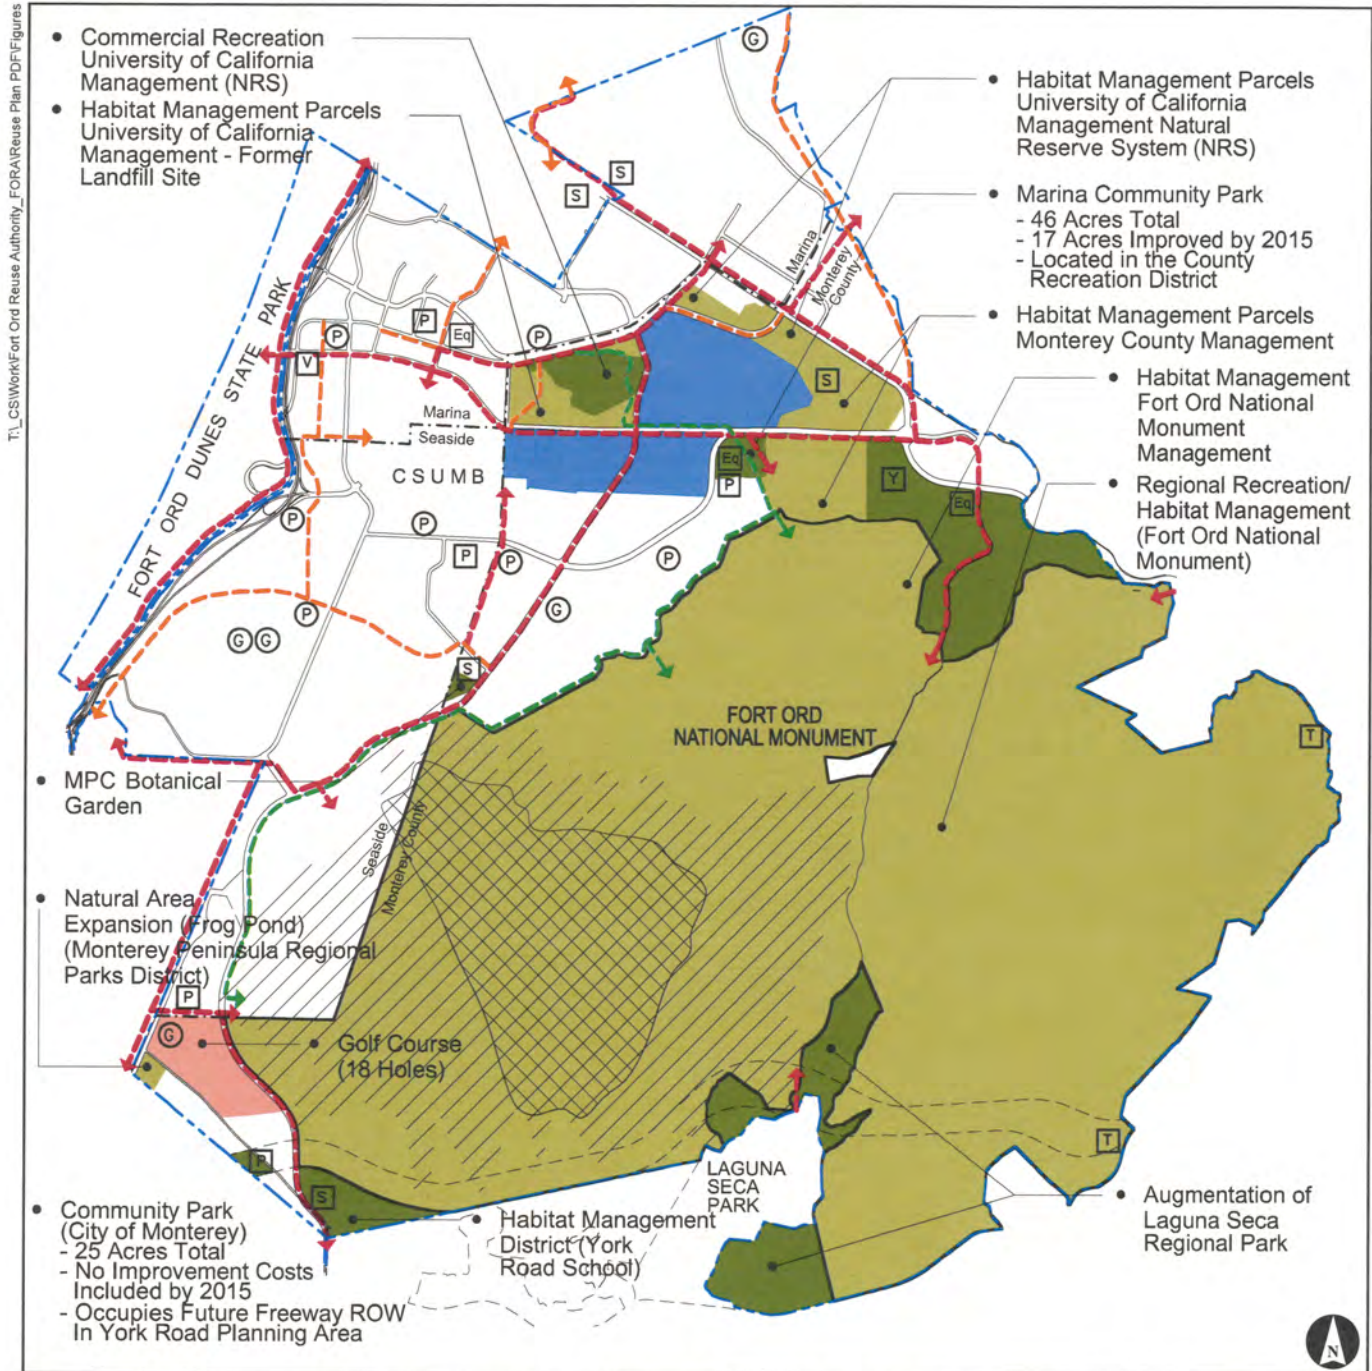 T:\_CS\Work\Fort Ord Reuse Authority_FORA\Reuse Plan PDF\Figures
Commercial Recreation
University of California
Management (NRS)
Habitat Management Parcels
University of California
Management - Former
Landfill Site
G
Habitat Management Parcels
University of California
Management Natural
Reserve System (NRS)
Marina Community Park
- 46 Acres Total
- 17 Acres Improved by 2015
- Located in the County
Recreation District
Habitat Management Parcels
Monterey County Management
Habitat Management
Fort Ord National
Monument
Management
Regional Recreation/
Habitat Management
(Fort Ord National
Monument)
S
S
Marina
Monterey
County
FORT ORD DUNES STATE PARK
P
P
Eq
P
V
S
Marina
Seaside
CSUMB
Eq
P
Y
Eq
P
P
P
P
P
G
P
G G
S
FORT ORD
NATIONAL MONUMENT
T
MPC Botanical
Garden
Seaside
Monterey County
Natural Area
Expansion (Frog Pond)
(Monterey Peninsula Regional
Parks District)
P
G
Golf Course
(18 Holes)
T
P
S
LAGUNA
SECA
PARK
Community Park
(City of Monterey)
- 25 Acres Total
- No Improvement Costs
Included by 2015
- Occupies Future Freeway ROW
In York Road Planning Area
Habitat Management
District (York
Road School)
Augmentation of
Laguna Seca
Regional Park
N